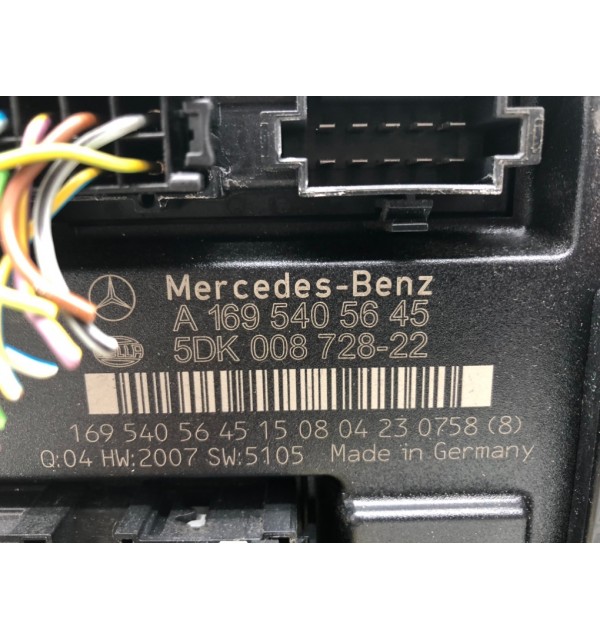 Mercedes-Benz
A 169 540 56 45
5DK 008 728-22
169 540 56 45 15 08 04 23 0758 (8)
Q:04 HW:2007 SW:5105 Made in Germany